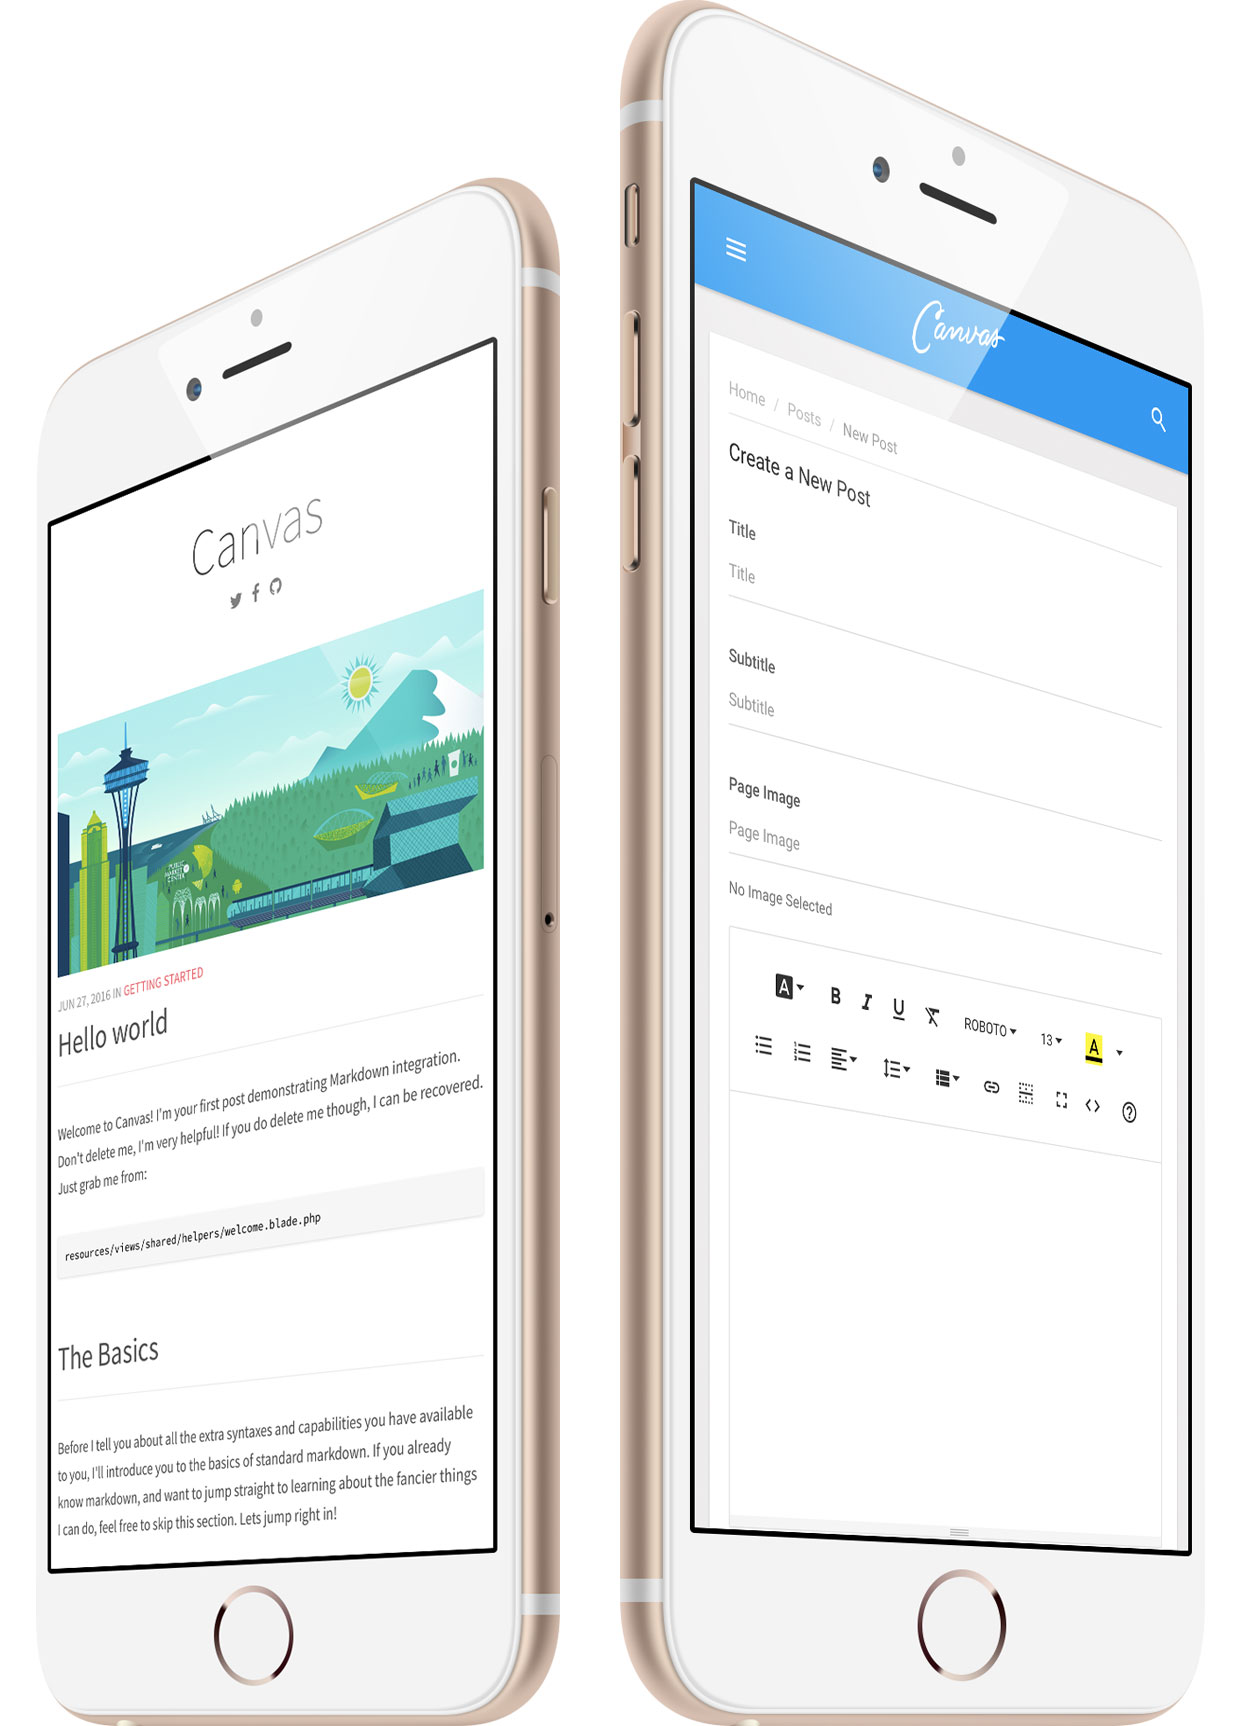 Canvas
PUBLIC
MARKET
CENTER
JUN 27, 2016 IN GETTING STARTED
Hello world
Welcome to Canvas! I'm your first post demonstrating Markdown integration.
Don't delete me, I'm very helpful! If you do delete me though, I can be recovered.
Just grab me from:
resources/views/shared/helpers/welcome.blade.php
The Basics
Before I tell you about all the extra syntaxes and capabilities you have available
to you, I'll introduce you to the basics of standard markdown. If you already
know markdown, and want to jump straight to learning about the fancier things
I can do, feel free to skip this section. Lets jump right in!
Canvas
Home / Posts / New Post
Create a New Post
Title
Title
Subtitle
Subtitle
Page Image
Page Image
No Image Selected
A B I U ROBOTO 13 A